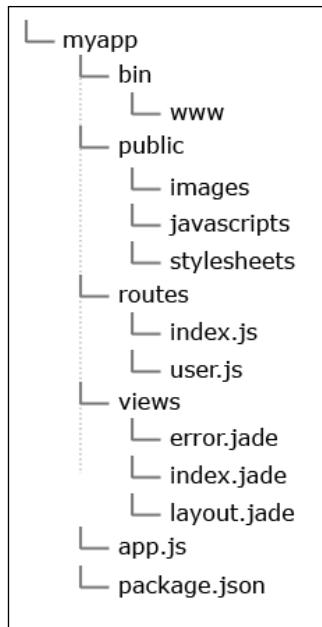 myapp
bin
www
public
images
javascripts
stylesheets
routes
index.js
user.js
views
error.jade
index.jade
layout.jade
app.js
package.json